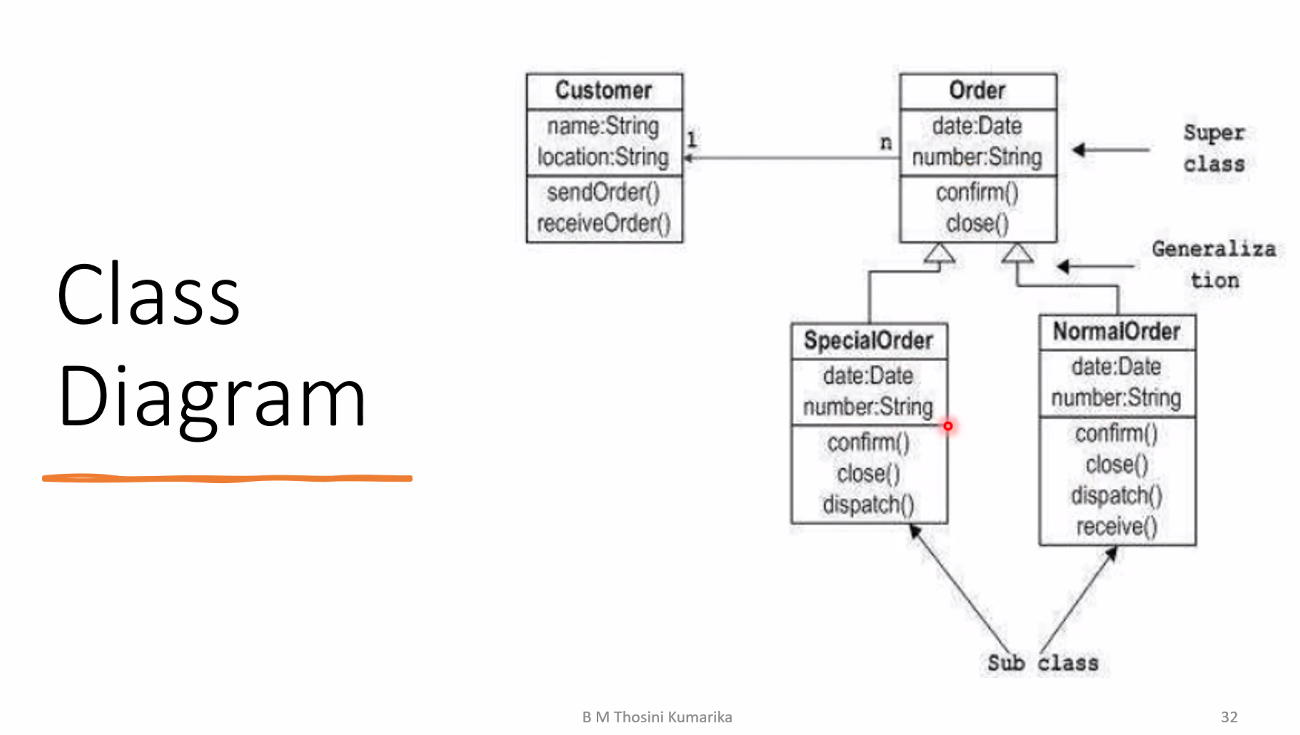 Class
Diagram
Customer
name:String
location:String
sendOrder()
receiveOrder()
1
n
Order
date:Date
number:String
confirm()
close()
Super
class
Generaliza
tion
SpecialOrder
date:Date
number:String
confirm()
close()
dispatch()
NormalOrder
date:Date
number:String
confirm()
close()
dispatch()
receive()
Sub class
B M Thosini Kumarika
32